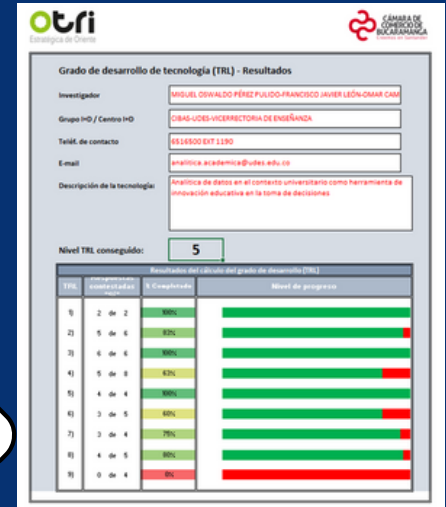 otri
Estratégica de Oriente
CÁMARA DE
COMERCIO DE
BUCARAMANGA
Grado de desarrollo de tecnología (TRL) - Resultados
Investigador MIGUEL OSWALDO PÉREZ PULIDO-FRANCISCO JAVIER LEÓN-OMAR CAM
Grupo I+D / Centro I+D CIBAS-UDES-VICERRECTORIA DE ENSEÑANZA
Teléf. de contacto 6516500 EXT 1190
E-mail analitica.academica@udes.edu.co
Descripción de la tecnología: Analítica de datos en el contexto universitario como herramienta de
innovación educativa en la toma de decisiones
Nivel TRL conseguido: 5
Resultados del cálculo del grado de desarrollo (TRL)
TRL Respuestas contestadas % Completado Nivel de progreso
1) 2 de 2 100%
2) 5 de 6 83%
3) 6 de 6 100%
4) 5 de 8 63%
5) 4 de 4 100%
6) 3 de 5 60%
7) 3 de 4 75%
8) 4 de 5 80%
9) 0 de 4 0%